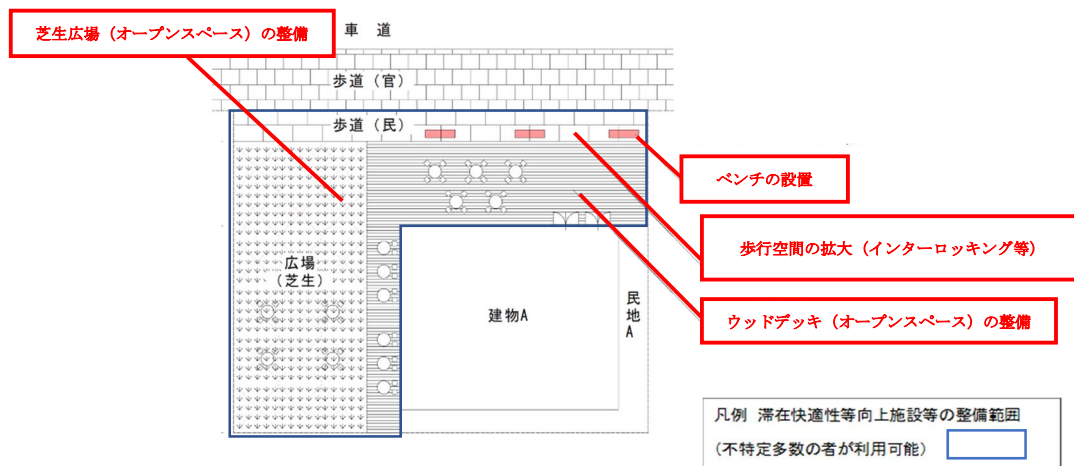 芝生広場（オープンスペース）の整備
車 道
歩道（官）
歩道（民）
ベンチの設置
歩行空間の拡大（インターロッキング等）
広場
（芝生）
建物A
民地A
ウッドデッキ（オープンスペース）の整備
凡例 滞在快適性等向上施設等の整備範囲
（不特定多数の者が利用可能）